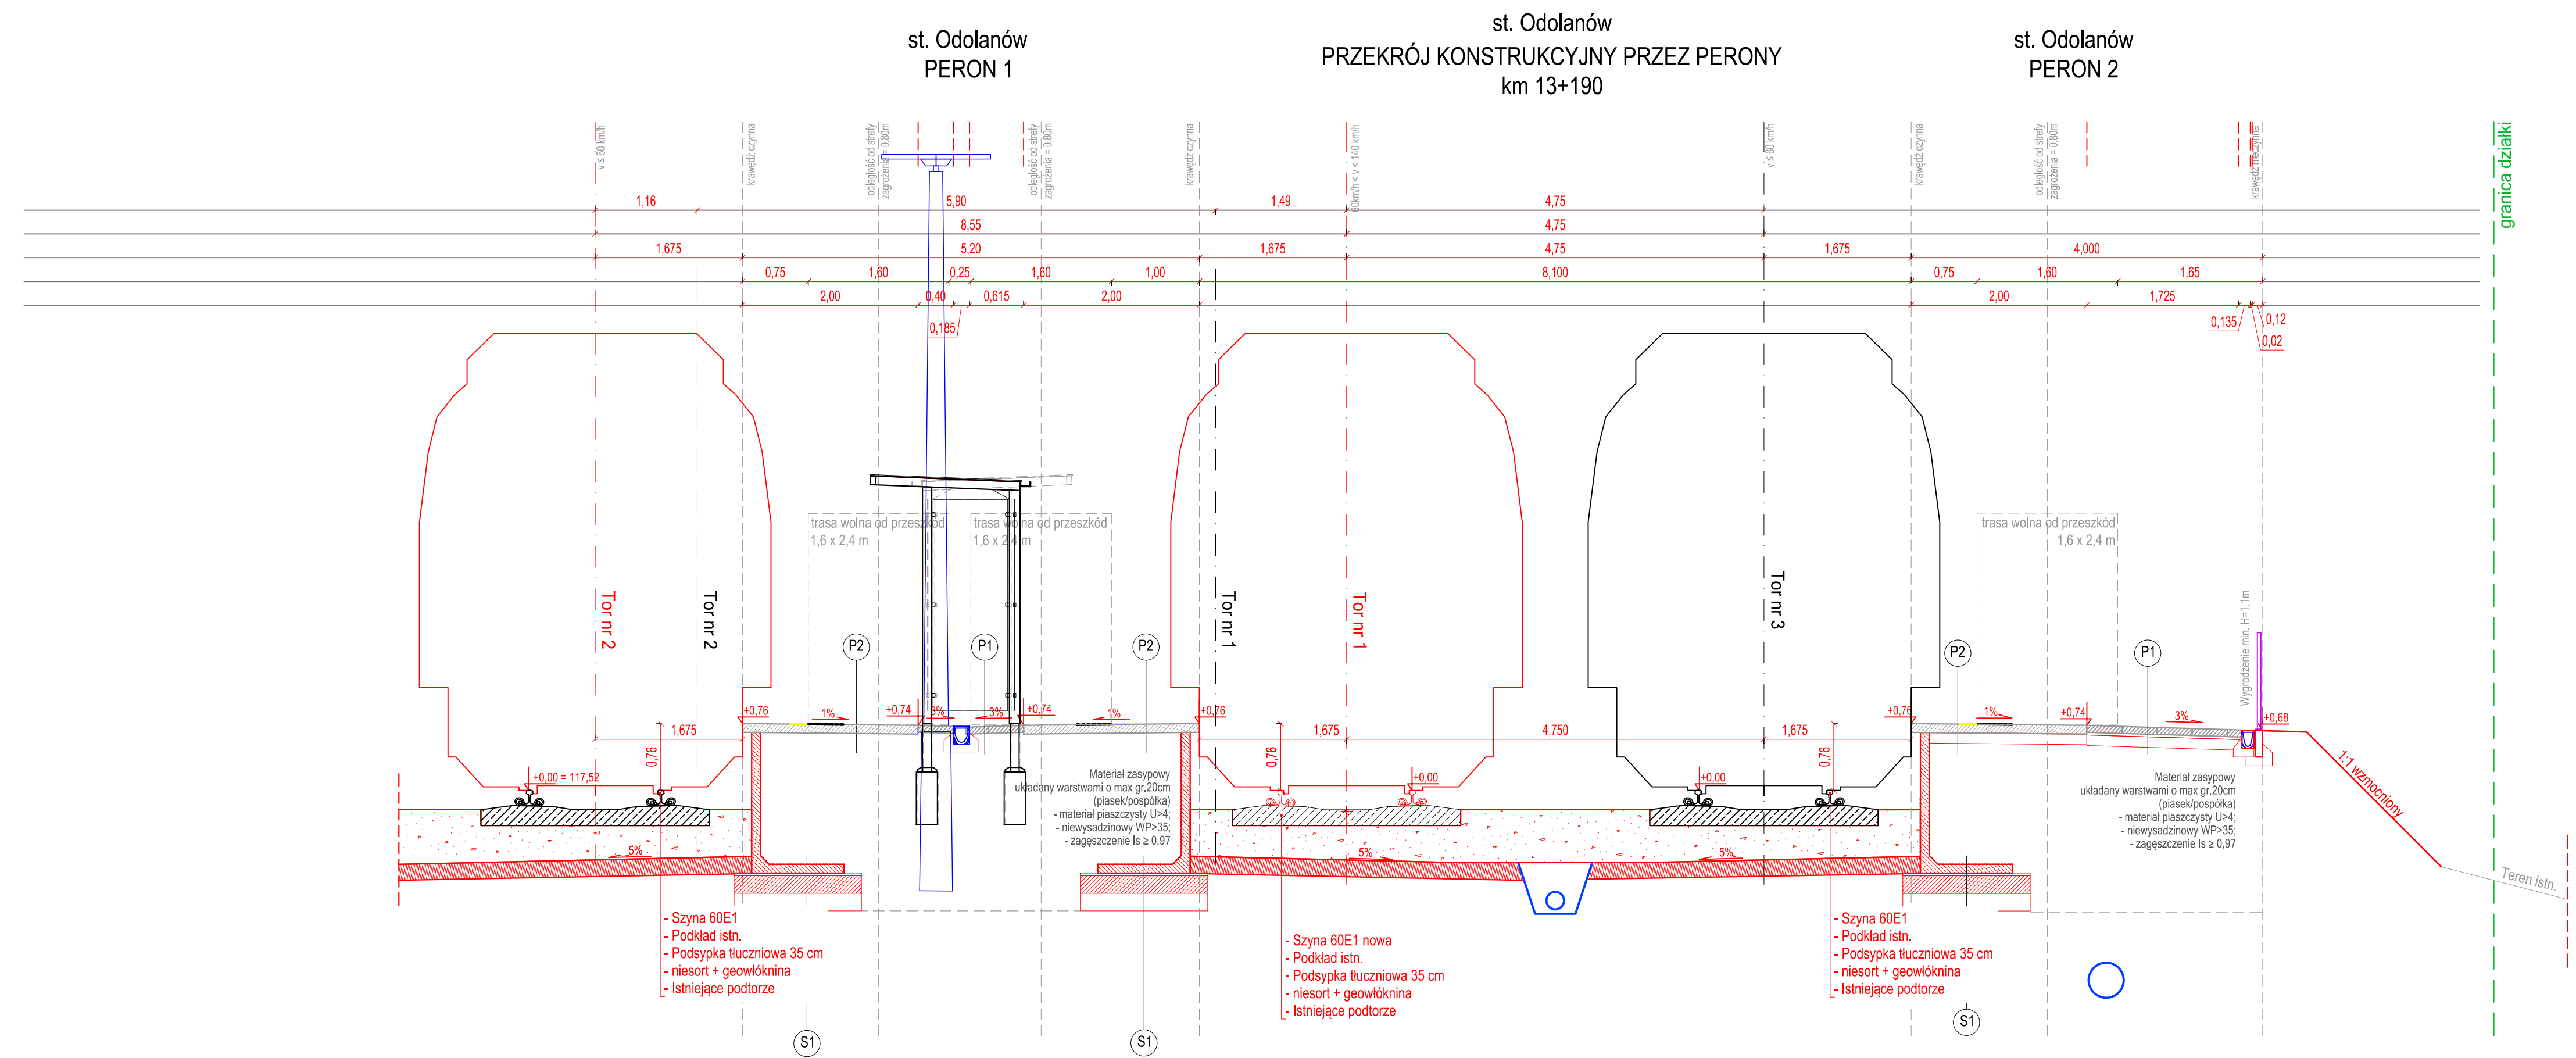 st. Odolanów
PERON 1
st. Odolanów
PRZEKRÓJ KONSTRUKCYJNY PRZEZ PERONY
km 13+190
st. Odolanów
PERON 2
v ≤ 60 km/h
krawędź czynna
odległość od strefy
zagrożenia = 0,80m
odległość od strefy
zagrożenia = 0,80m
krawędź czynna
60km/h < v < 140 km/h
v ≤ 60 km/h
krawędź czynna
odległość od strefy
zagrożenia = 0,80m
krawędź nieczynna
granica działki
1,16 5,90 1,49 4,75
8,55 4,75
1,675 5,20 1,675 4,75 1,675 4,000
0,75 1,60 0,25 1,60 1,00 8,100 0,75 1,60 1,65
2,00 0,40 0,615 2,00 2,00 1,725
0,185 0,135 0,12
0,02
trasa wolna od przeszkód
1,6 x 2,4 m
trasa wolna od przeszkód
1,6 x 2,4 m
trasa wolna od przeszkód
1,6 x 2,4 m
Tor nr 2
Tor nr 2
Tor nr 1
Tor nr 1
Tor nr 3
Wygrodzenie min. H=1,1m
P2 P1 P2 P2 P1
+0,76 1% +0,74 3% 3% +0,74 1% +0,76 +0,76 1% +0,74 3% +0,68
1,675 1,675 4,750 1,675
0,76 0,76 0,76
+0,00 = 117,52 +0,00 +0,00
1:1 wzmocniony
Teren istn.
Materiał zasypowy
układany warstwami o max gr.20cm
(piasek/pospółka)
- materiał piaszczysty U>4;
- niewysadzinowy WP>35;
- zagęszczenie Is ≥ 0,97
Materiał zasypowy
układany warstwami o max gr.20cm
(piasek/pospółka)
- materiał piaszczysty U>4;
- niewysadzinowy WP>35;
- zagęszczenie Is ≥ 0,97
5% 5% 5%
- Szyna 60E1
- Podkład istn.
- Podsypka tłuczniowa 35 cm
- niesort + geowłóknina
- Istniejące podtorze
- Szyna 60E1 nowa
- Podkład istn.
- Podsypka tłuczniowa 35 cm
- niesort + geowłóknina
- Istniejące podtorze
- Szyna 60E1
- Podkład istn.
- Podsypka tłuczniowa 35 cm
- niesort + geowłóknina
- Istniejące podtorze
S1 S1 S1